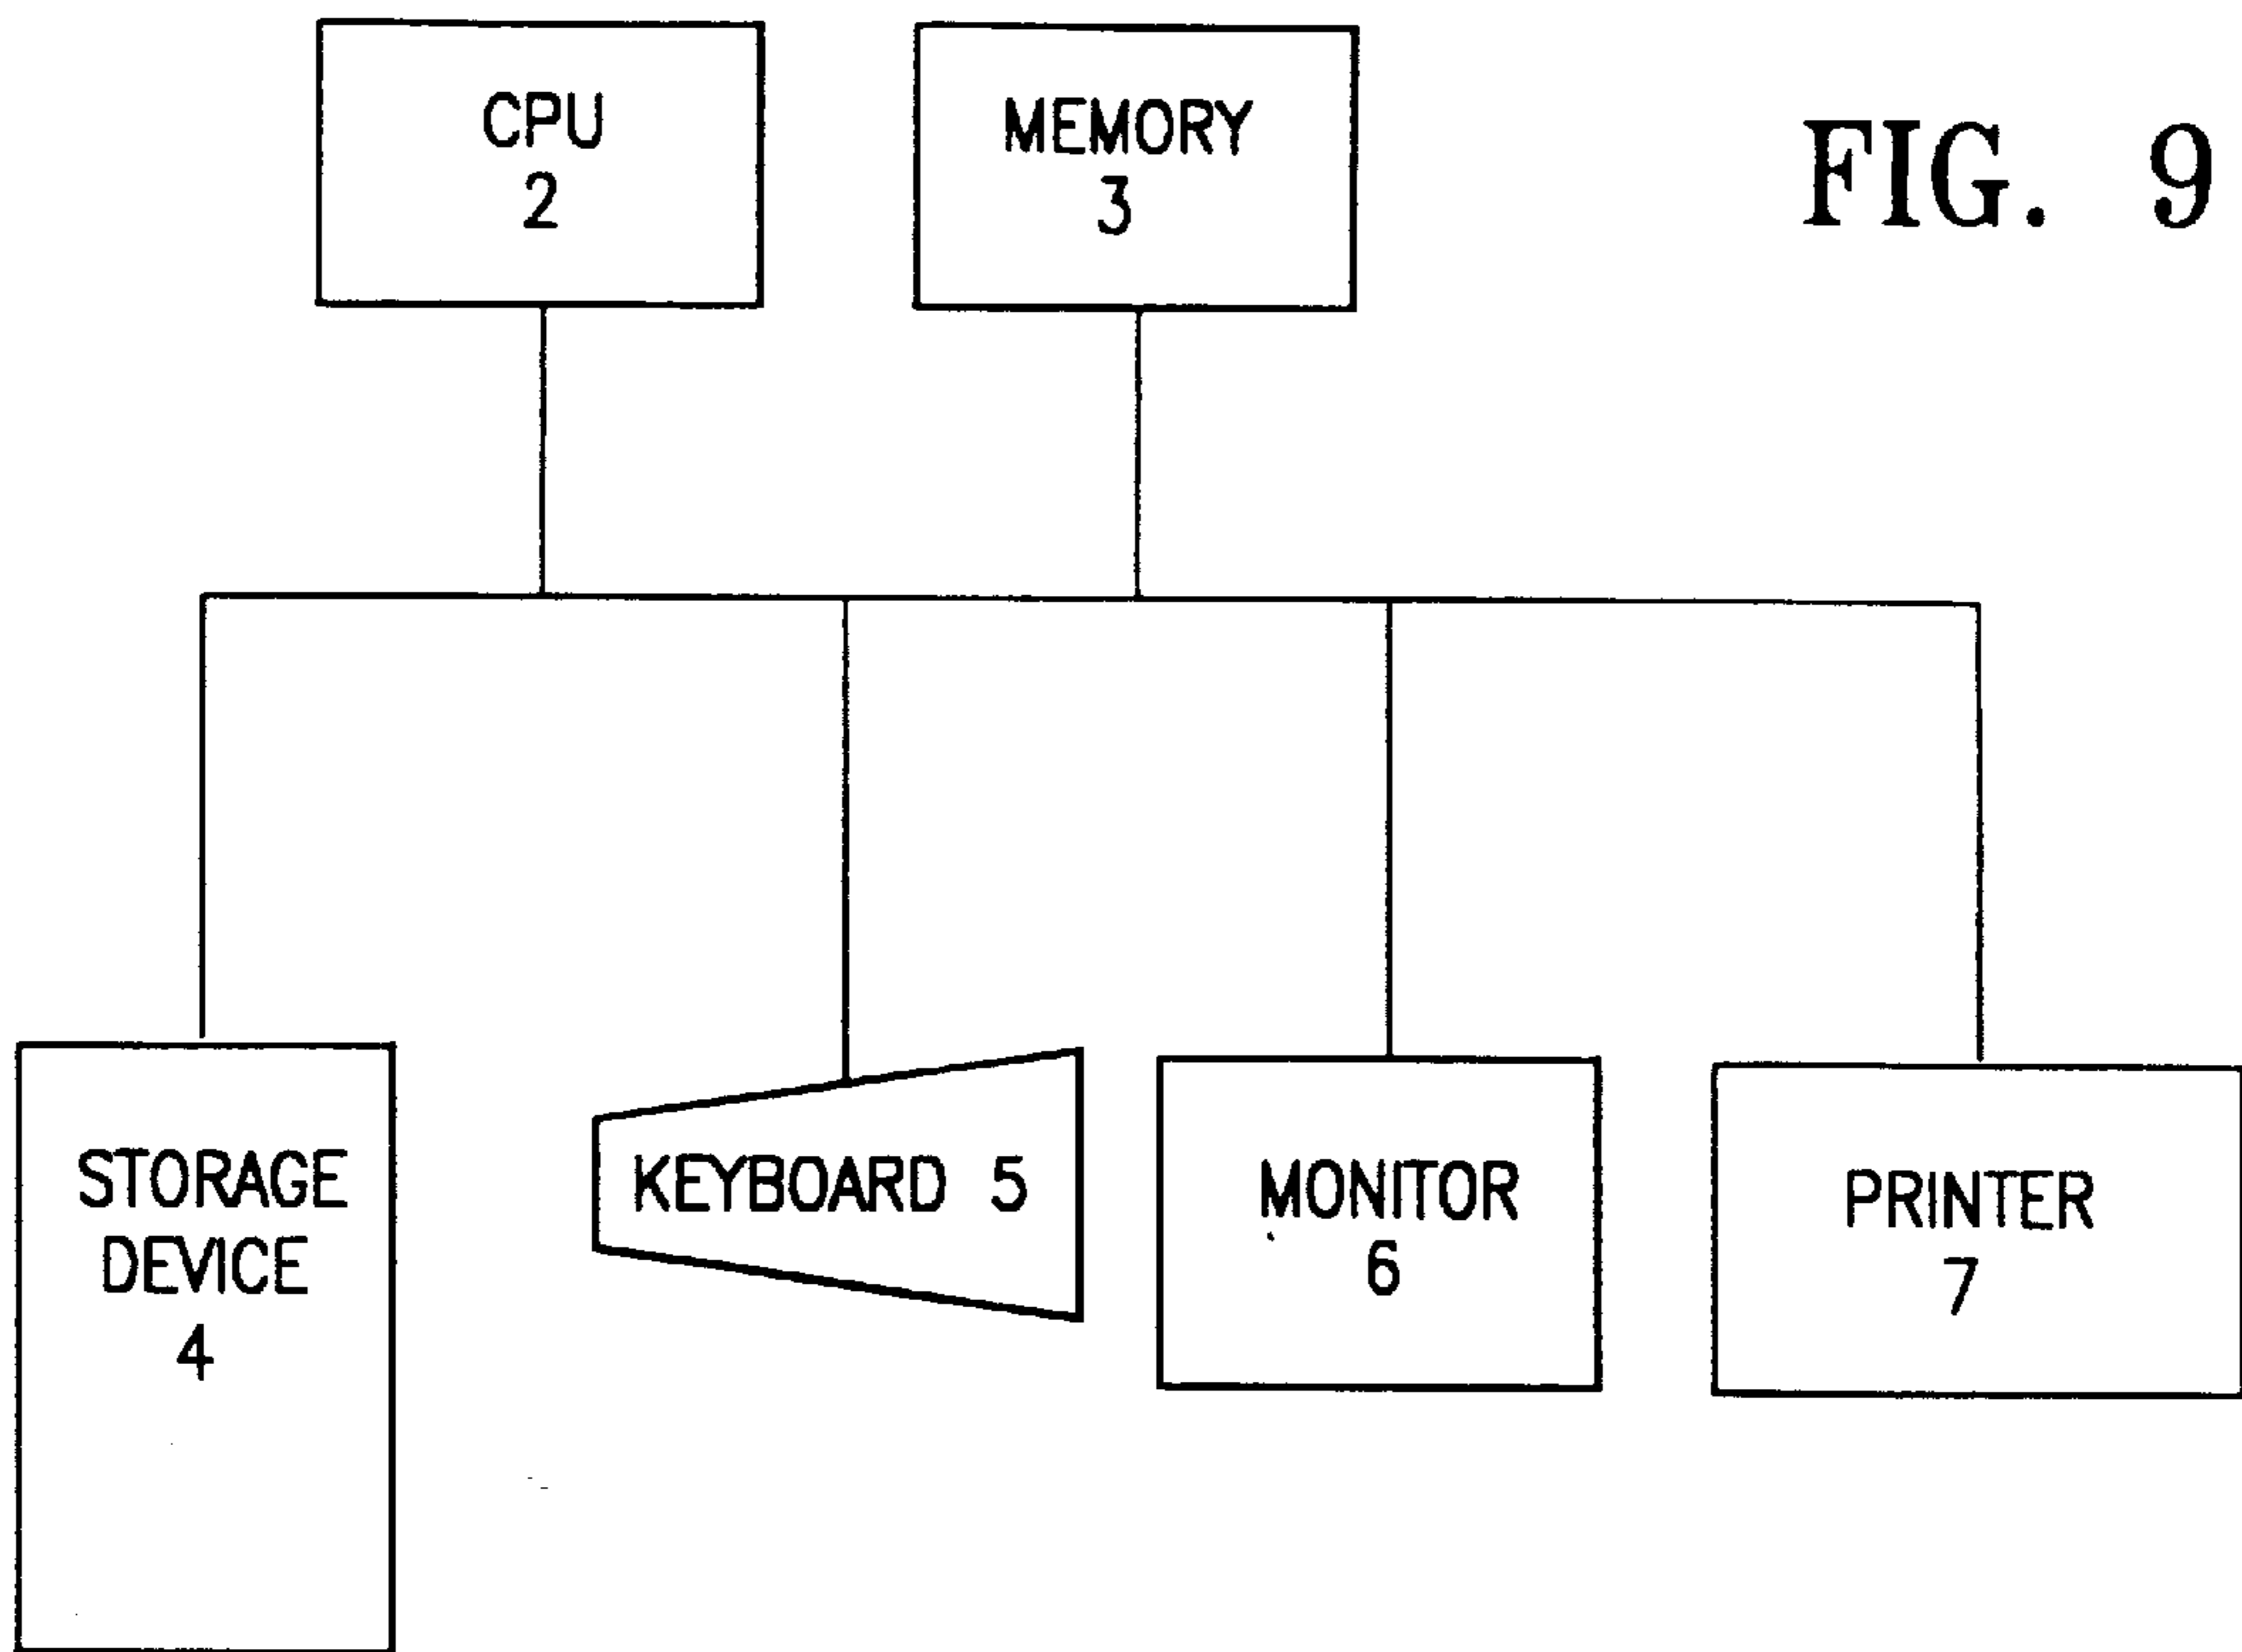 CPU
2
MEMORY
3
FIG. 9
STORAGE
DEVICE
4
KEYBOARD 5
MONITOR
6
PRINTER
7